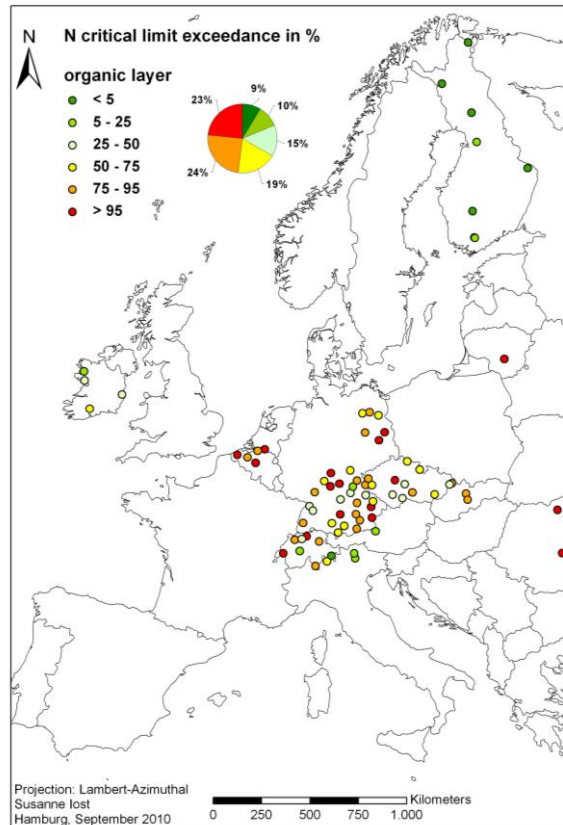 N
N critical limit exceedance in %
organic layer
< 5
5 - 25
25 - 50
50 - 75
75 - 95
> 95
9%
10%
15%
19%
24%
23%
Projection: Lambert-Azimuthal
Susanne Iost
Hamburg, September 2010
Kilometers
0 250 500 750 1.000